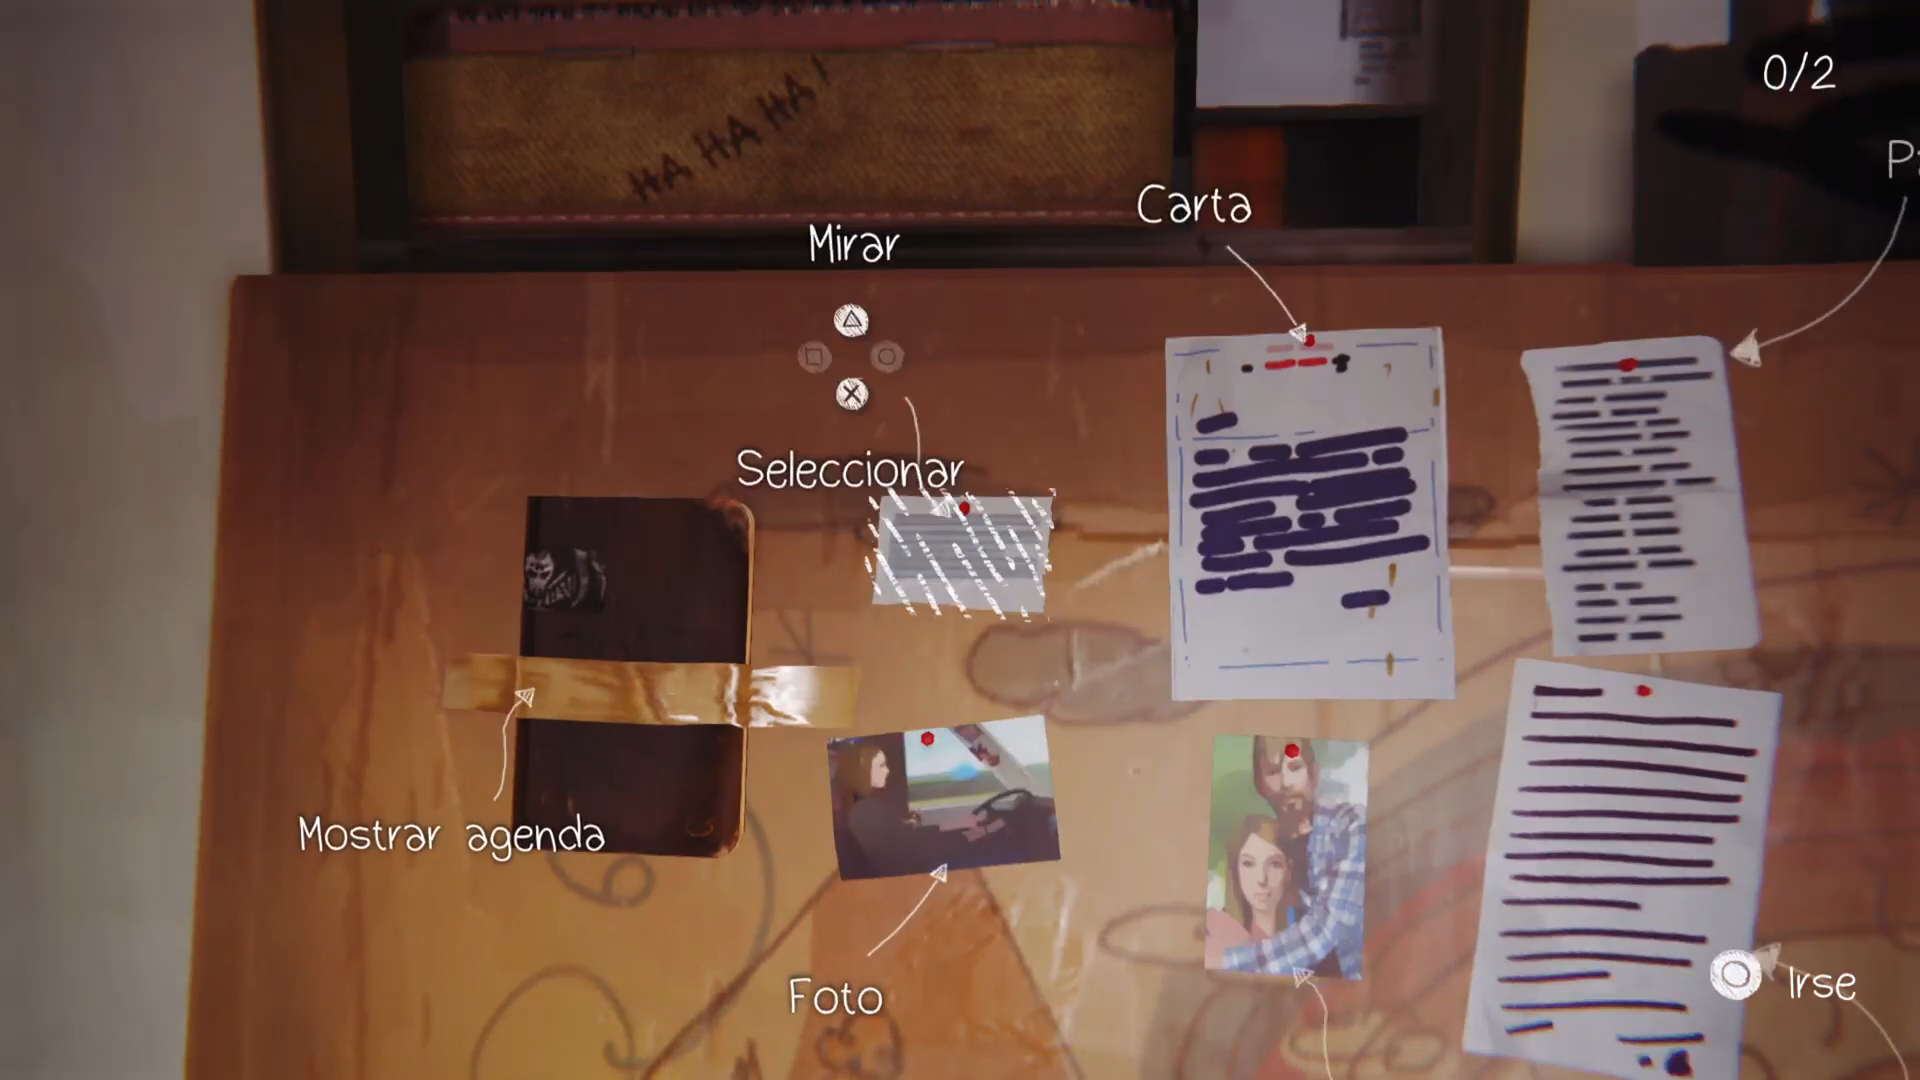 HA HA HA!
0/2
Carta
Mirar
Seleccionar
Mostrar agenda
Foto
Irse